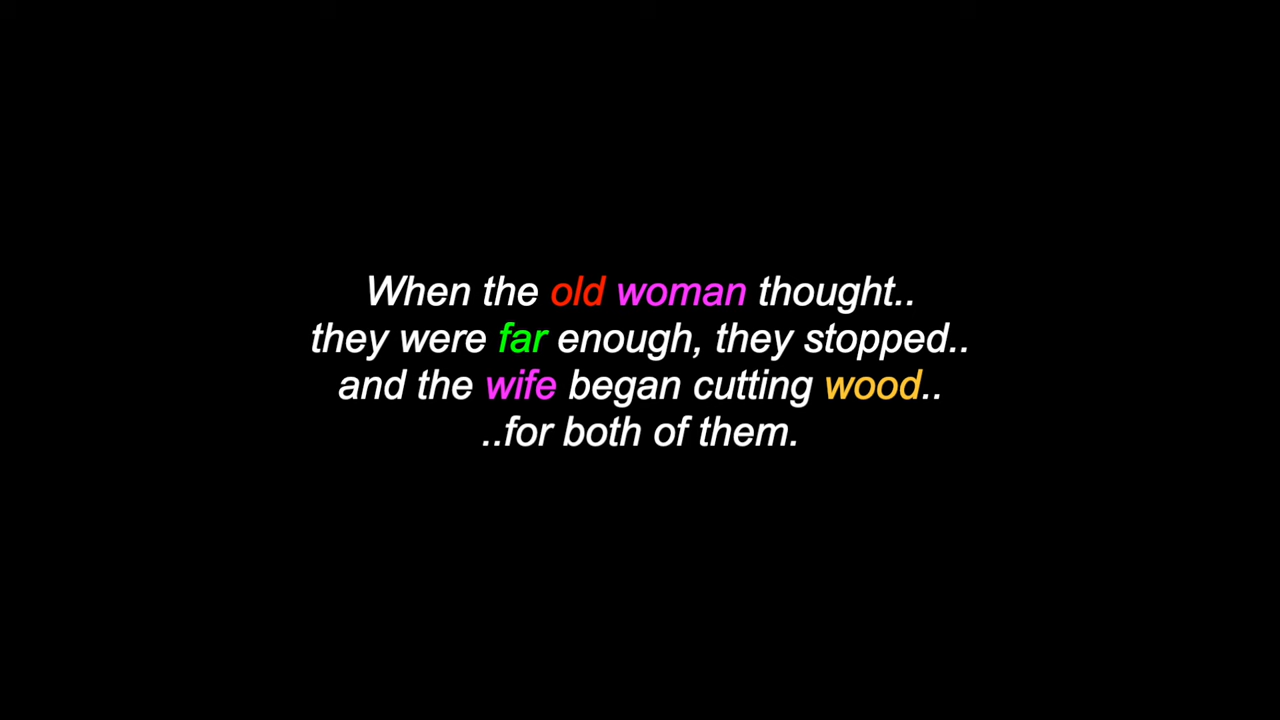 When the old woman thought..
they were far enough, they stopped..
and the wife began cutting wood..
..for both of them.